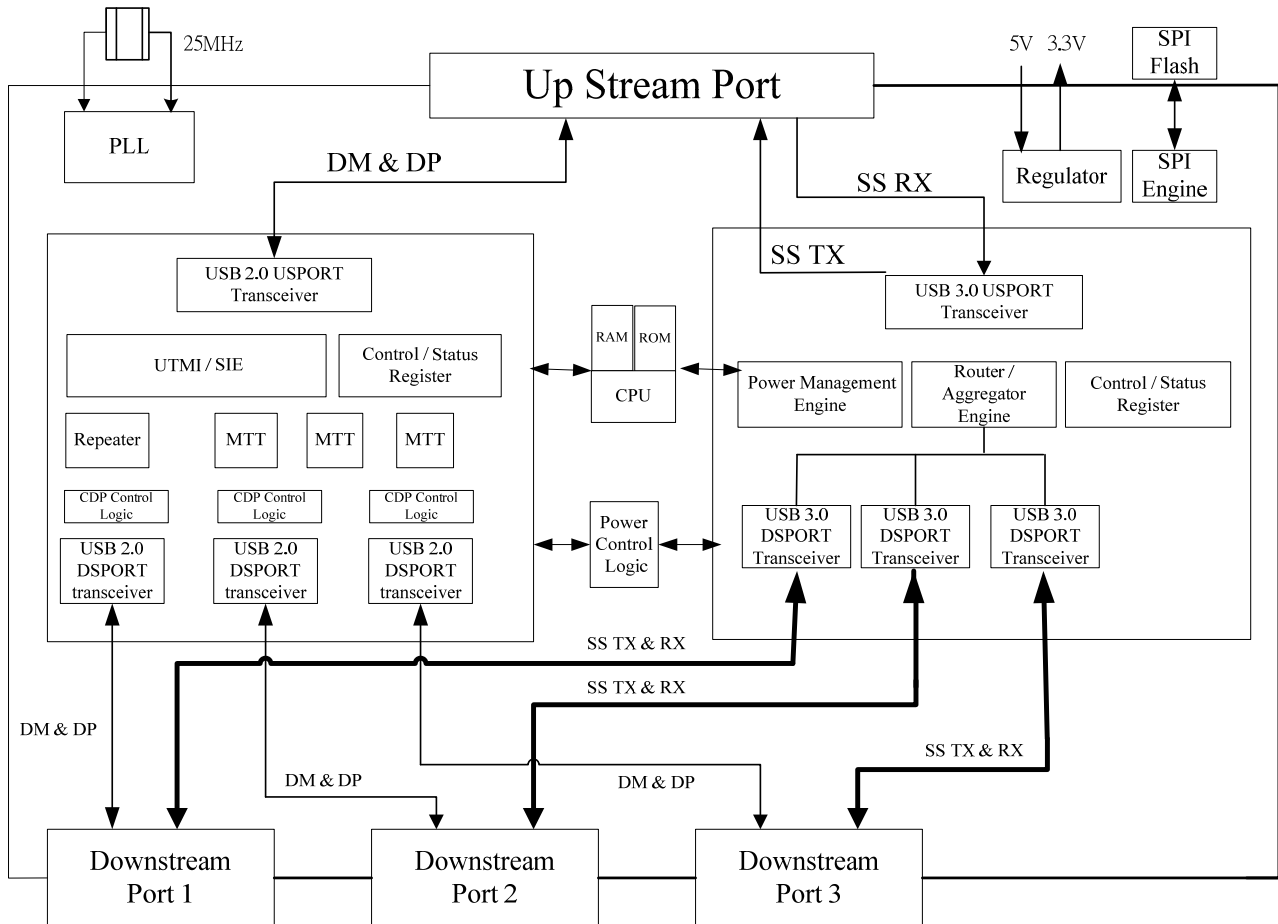 25MHz
5V
3.3V
SPI
Flash
Up Stream Port
PLL
DM & DP
SS RX
Regulator
SPI
Engine
SS TX
USB 2.0 USPORT
Transceiver
USB 3.0 USPORT
Transceiver
RAM
ROM
CPU
UTMI / SIE
Control / Status
Register
Power Management
Engine
Router /
Aggregator
Engine
Control / Status
Register
Repeater
MTT
MTT
MTT
CDP Control
Logic
CDP Control
Logic
CDP Control
Logic
Power
Control
Logic
USB 3.0
DSPORT
Transceiver
USB 3.0
DSPORT
Transceiver
USB 3.0
DSPORT
Transceiver
USB 2.0
DSPORT
transceiver
USB 2.0
DSPORT
transceiver
USB 2.0
DSPORT
transceiver
SS TX & RX
SS TX & RX
DM & DP
SS TX & RX
DM & DP
DM & DP
Downstream
Port 1
Downstream
Port 2
Downstream
Port 3